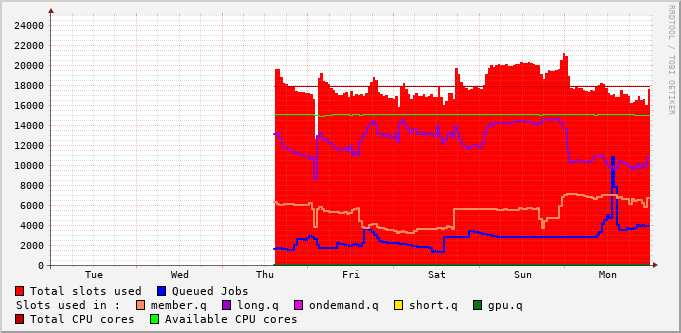 RRDTOOL / TOBI OETIKER
24000
22000
20000
18000
16000
14000
12000
10000
8000
6000
4000
2000
0
Tue Wed Thu Fri Sat Sun Mon
Total slots used Queued Jobs
Slots used in : member.q long.q ondemand.q short.q gpu.q
Total CPU cores Available CPU cores